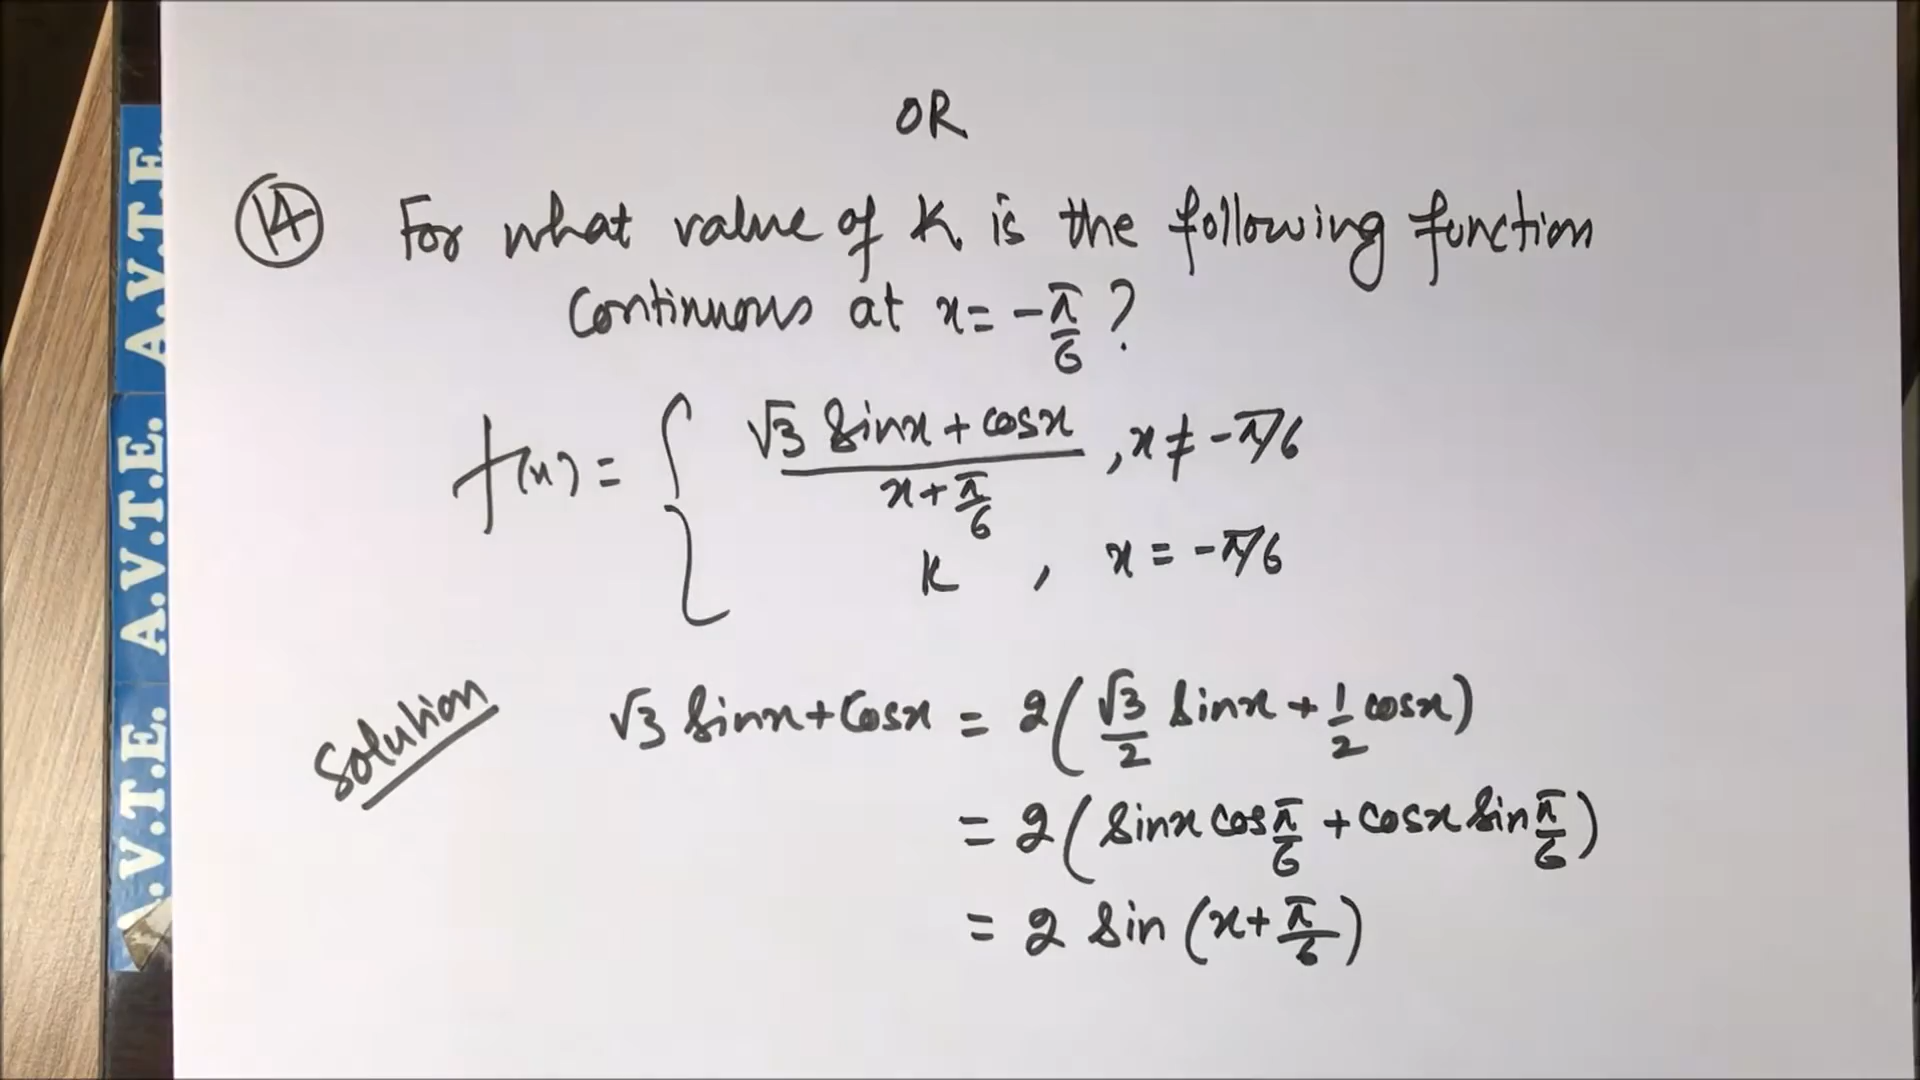 OR
14 For what value of K is the following function
continuous at x = -π/6 ?
f(x) = { √3 sinx + cosx / x + π/6 , x ≠ -π/6
K , x = -π/6
Solution √3 sinx + cosx = 2( √3/2 sinx + 1/2 cosx)
= 2( sinx cos π/6 + cosx sin π/6 )
= 2 sin (x + π/6)
A.V.T.E.
A.V.T.E.
A.V.T.E.